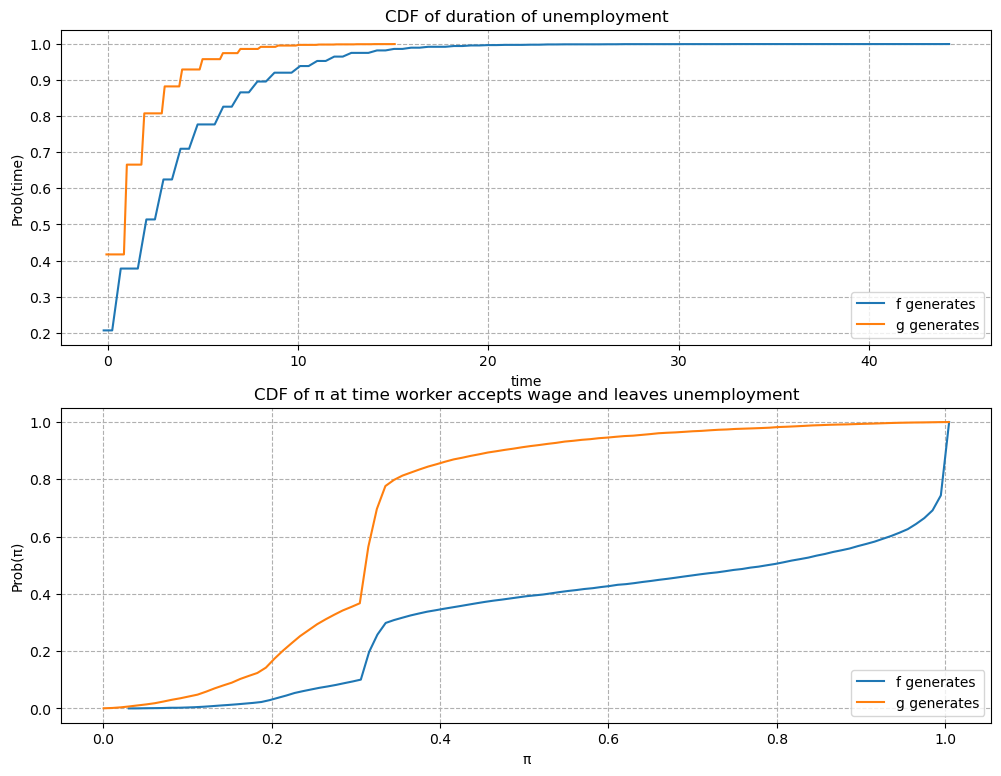 CDF of duration of unemployment
1.0
0.9
0.8
0.7
0.6
0.5
0.4
0.3
0.2
Prob(time)
f generates
g generates
0 10 20 30 40
time
CDF of π at time worker accepts wage and leaves unemployment
1.0
0.8
0.6
0.4
0.2
0.0
Prob(π)
f generates
g generates
0.0 0.2 0.4 0.6 0.8 1.0
π